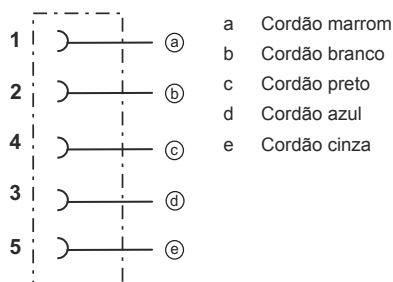 1 a
2 b
4 c
3 d
5 e
a Cordão marrom
b Cordão branco
c Cordão preto
d Cordão azul
e Cordão cinza